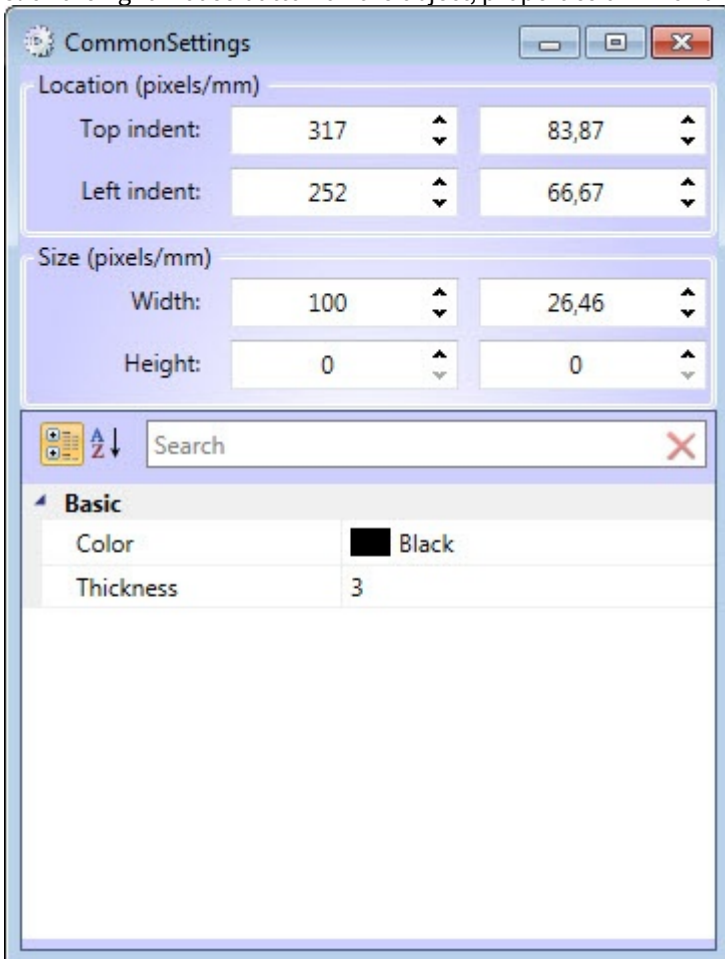 CommonSettings
Location (pixels/mm)
Top indent: 317 83,87
Left indent: 252 66,67
Size (pixels/mm)
Width: 100 26,46
Height: 0 0
A Z Search
Basic
Color Black
Thickness 3